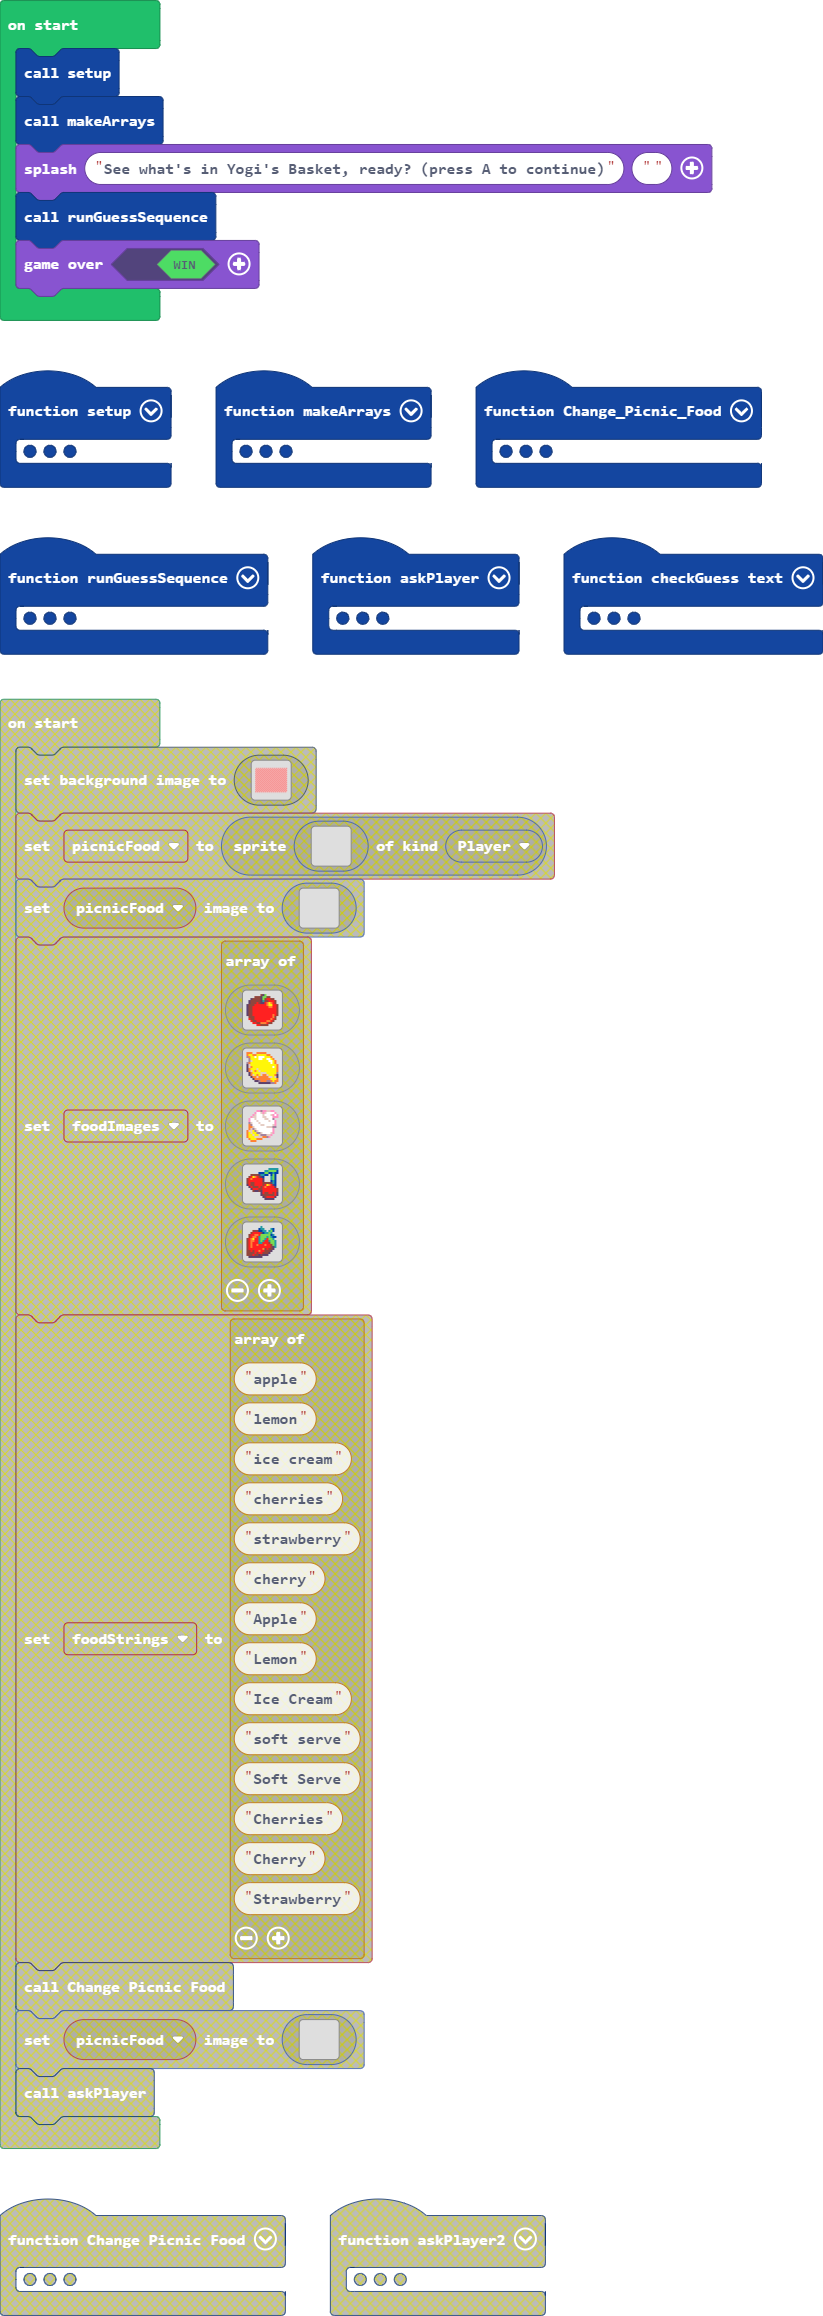 on start
call setup
call makeArrays
splash "See what's in Yogi's Basket, ready? (press A to continue)" " "
call runGuessSequence
game over WIN
function setup
function makeArrays
function Change_Picnic_Food
function runGuessSequence
function askPlayer
function checkGuess text
on start
set background image to
set picnicFood to sprite of kind Player
set picnicFood image to
set foodImages to
array of
set foodStrings to
array of
"apple"
"lemon"
"ice cream"
"cherries"
"strawberry"
"cherry"
"Apple"
"Lemon"
"Ice Cream"
"soft serve"
"Soft Serve"
"Cherries"
"Cherry"
"Strawberry"
call Change Picnic Food
set picnicFood image to
call askPlayer
function Change Picnic Food
function askPlayer2